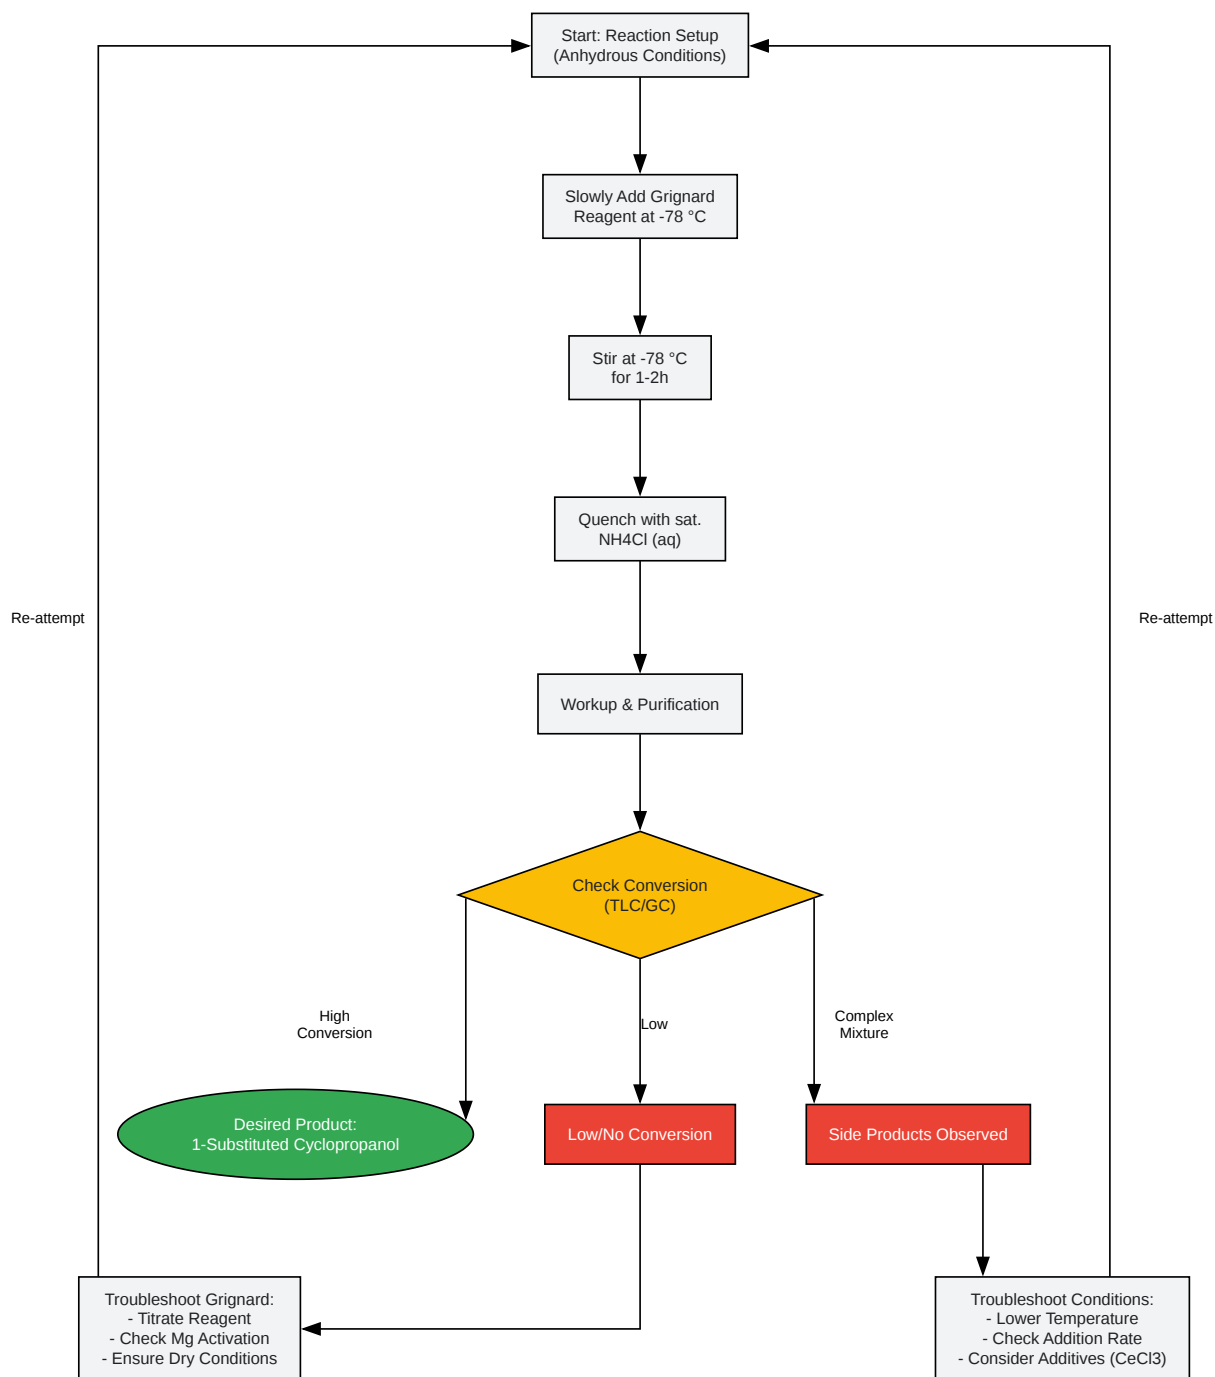 Start: Reaction Setup
(Anhydrous Conditions)
Slowly Add Grignard
Reagent at -78 °C
Stir at -78 °C
for 1-2h
Quench with sat.
NH4Cl (aq)
Re-attempt
Re-attempt
Workup & Purification
Check Conversion
(TLC/GC)
High
Conversion
Low
Complex
Mixture
Desired Product:
1-Substituted Cyclopropanol
Low/No Conversion
Side Products Observed
Troubleshoot Grignard:
- Titrate Reagent
- Check Mg Activation
- Ensure Dry Conditions
Troubleshoot Conditions:
- Lower Temperature
- Check Addition Rate
- Consider Additives (CeCl3)